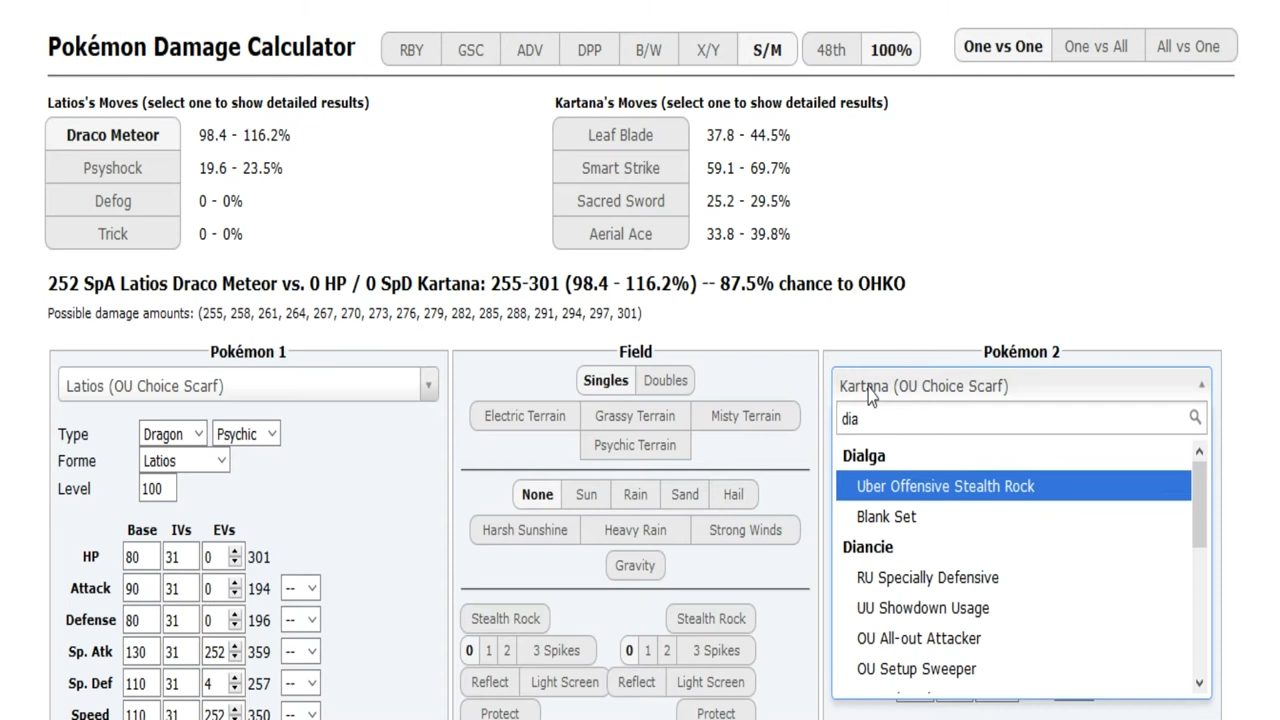 Pokémon Damage Calculator
RBY GSC ADV DPP B/W X/Y S/M 48th 100% One vs One One vs All All vs One
Latios's Moves (select one to show detailed results)
Draco Meteor 98.4 - 116.2%
Psyshock 19.6 - 23.5%
Defog 0 - 0%
Trick 0 - 0%
Kartana's Moves (select one to show detailed results)
Leaf Blade 37.8 - 44.5%
Smart Strike 59.1 - 69.7%
Sacred Sword 25.2 - 29.5%
Aerial Ace 33.8 - 39.8%
252 SpA Latios Draco Meteor vs. 0 HP / 0 SpD Kartana: 255-301 (98.4 - 116.2%) -- 87.5% chance to OHKO
Possible damage amounts: (255, 258, 261, 264, 267, 270, 273, 276, 279, 282, 285, 288, 291, 294, 297, 301)
Pokémon 1
Latios (OU Choice Scarf)
Type Dragon Psychic
Forme Latios
Level 100
Base IVs EVs
HP 80 31 0 301
Attack 90 31 0 194 --
Defense 80 31 0 196 --
Sp. Atk 130 31 252 359 --
Sp. Def 110 31 4 257 --
Speed 110 31 252 350 --
Field
Singles Doubles
Electric Terrain Grassy Terrain Misty Terrain
Psychic Terrain
None Sun Rain Sand Hail
Harsh Sunshine Heavy Rain Strong Winds
Gravity
Stealth Rock Stealth Rock
0 1 2 3 Spikes 0 1 2 3 Spikes
Reflect Light Screen Reflect Light Screen
Protect Protect
Pokémon 2
Kartana (OU Choice Scarf)
dia
Dialga
Uber Offensive Stealth Rock
Blank Set
Diancie
RU Specially Defensive
UU Showdown Usage
OU All-out Attacker
OU Setup Sweeper